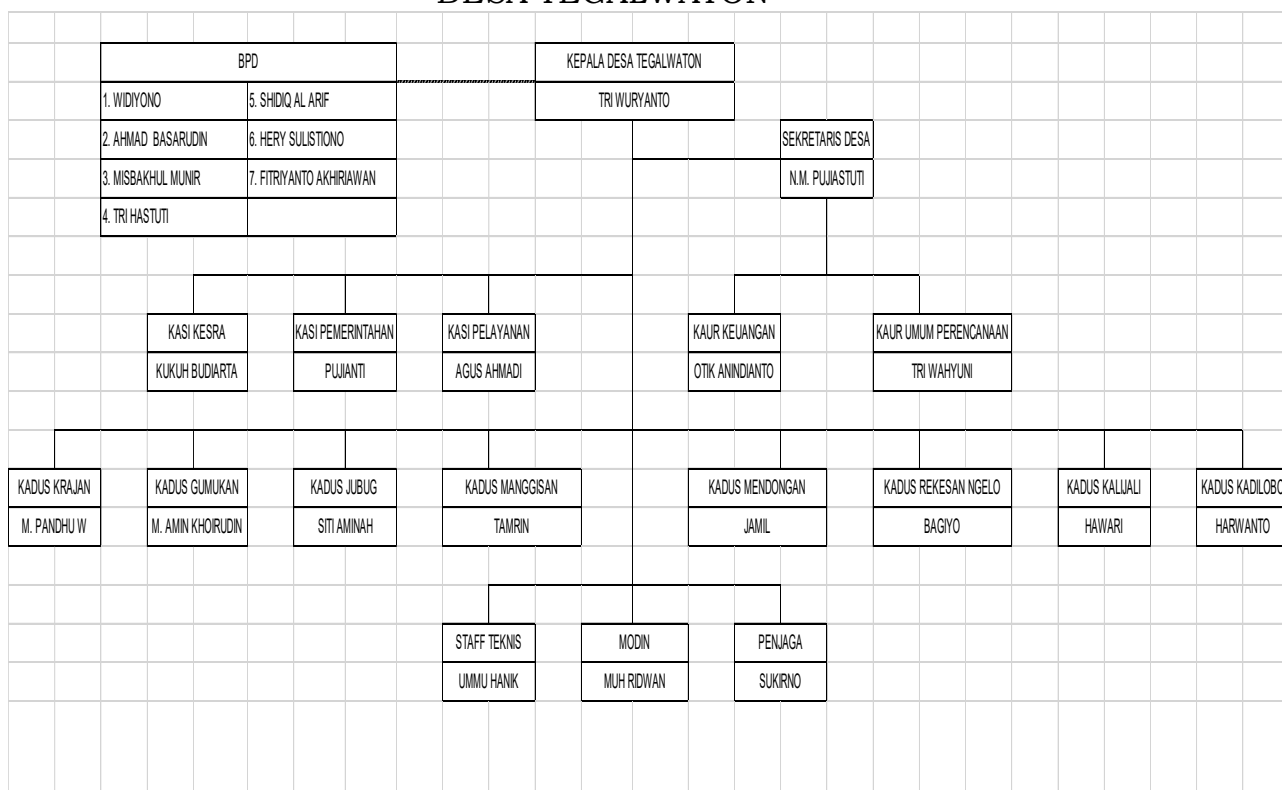 DESA TEGALWATON
BPD
KEPALA DESA TEGALWATON
1. WIDIYONO
5. SHIDIQ AL ARIF
TRI WURYANTO
2. AHMAD BASARUDIN
6. HERY SULISTIONO
SEKRETARIS DESA
3. MISBAKHUL MUNIR
7. FITRIYANTO AKHIRIAWAN
N.M. PUJIASTUTI
4. TRI HASTUTI
KASI KESRA
KASI PEMERINTAHAN
KASI PELAYANAN
KAUR KEUANGAN
KAUR UMUM PERENCANAAN
KUKUH BUDIARTA
PUJIANTI
AGUS AHMADI
OTIK ANINDIANTO
TRI WAHYUNI
KADUS KRAJAN
KADUS GUMUKAN
KADUS JUBUG
KADUS MANGGISAN
KADUS MENDONGAN
KADUS REKESAN NGELO
KADUS KALIJALI
KADUS KADILOBO
M. PANDHU W
M. AMIN KHOIRUDIN
SITI AMINAH
TAMRIN
JAMIL
BAGIYO
HAWARI
HARWANTO
STAFF TEKNIS
MODIN
PENJAGA
UMMU HANIK
MUH RIDWAN
SUKIRNO